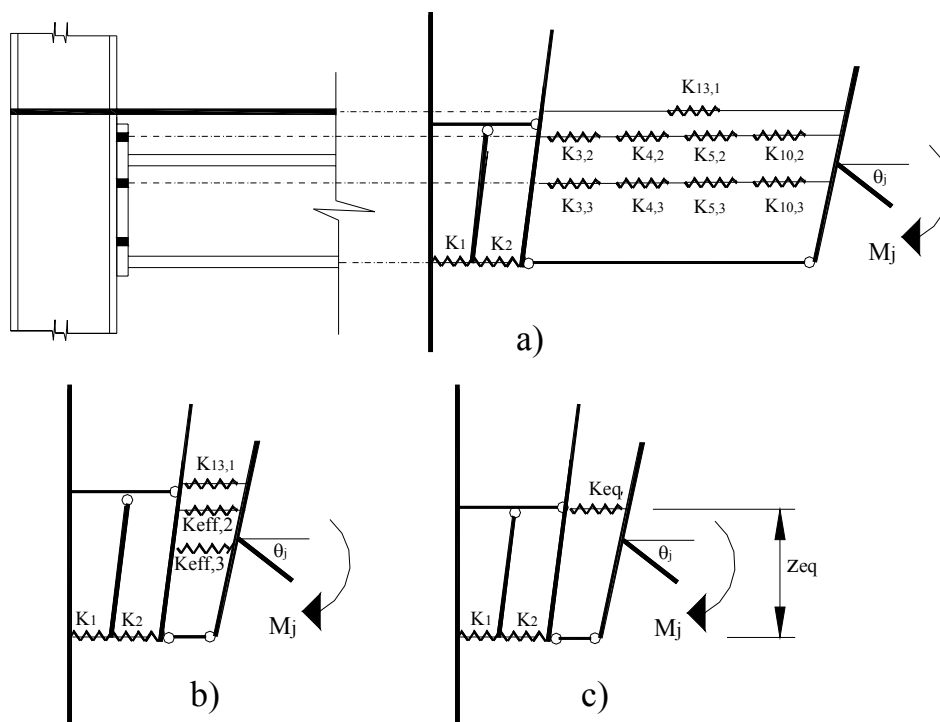 K13,1
K3,2 K4,2 K5,2 K10,2
θj
K3,3 K4,3 K5,3 K10,3
K1 K2
Mj
a)
K13,1
Keff,2
Keff,3
θj
K1 K2
Mj
b)
Keq
θj
Zeq
K1 K2
Mj
c)